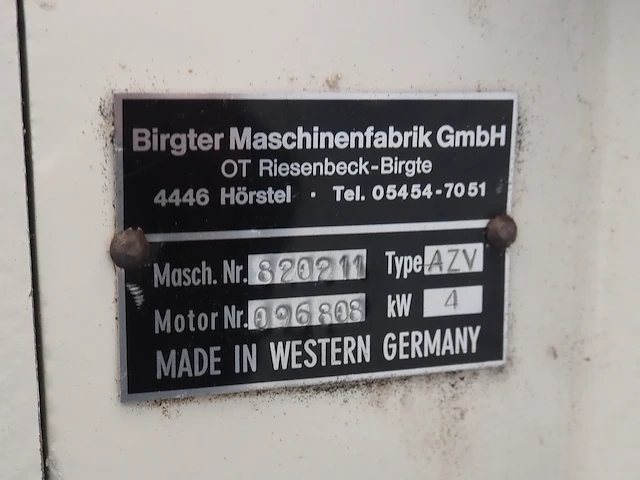 Birgter Maschinenfabrik GmbH
OT Riesenbeck-Birgte
4446 Hörstel · Tel. 05454-7051
Masch. Nr. 820211 Type AZV
Motor Nr. 096808 kW 4
MADE IN WESTERN GERMANY